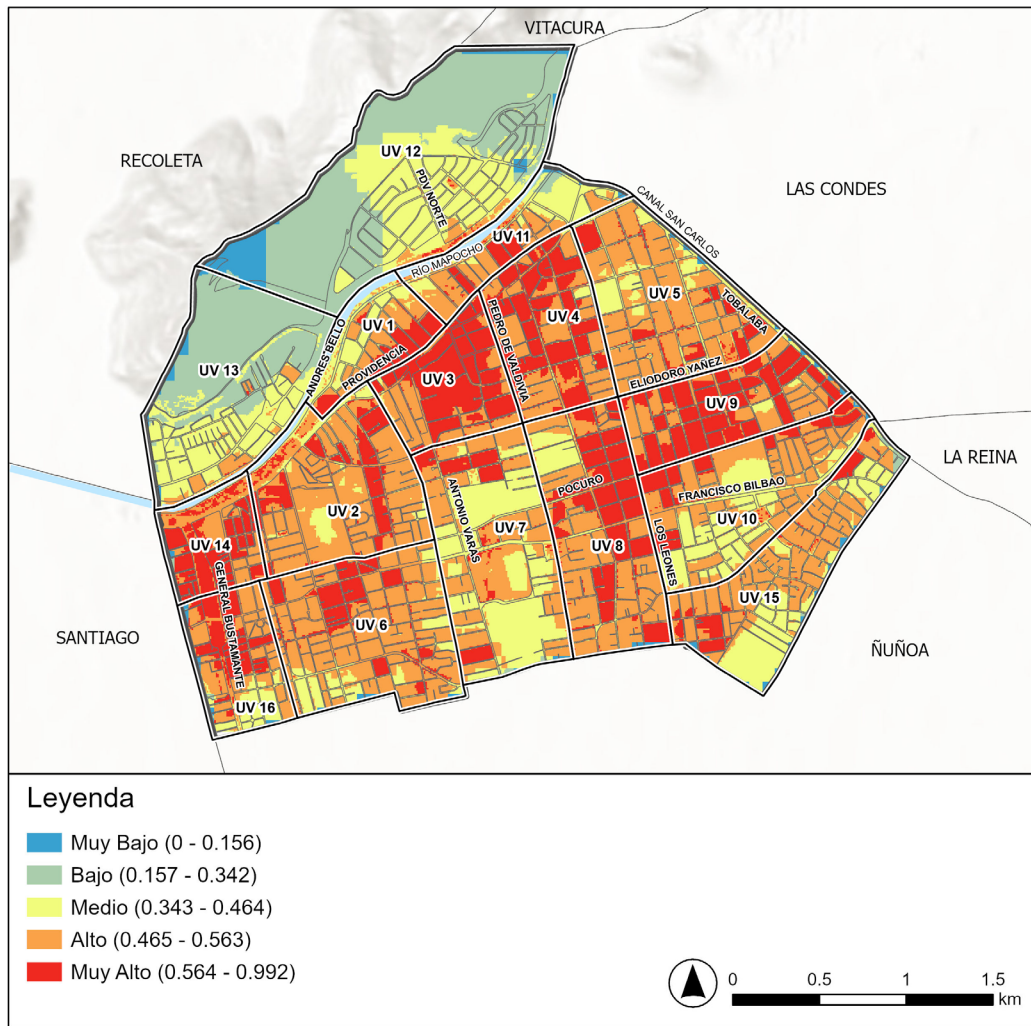 VITACURA
RECOLETA
UV 12
PDV NORTE
LAS CONDES
CANAL SAN CARLOS
UV 11
RÍO MAPOCHO
UV 5
TOBALABA
UV 1
UV 4
PEDRO DE VALDIVIA
ANDRES BELLO
PROVIDENCIA
UV 13
UV 3
ELIODORO YAÑEZ
UV 9
LA REINA
POCURO
FRANCISCO BILBAO
ANTONIO VARAS
UV 2
UV 7
UV 10
LOS LEONES
UV 14
UV 8
GENERAL BUSTAMANTE
UV 15
SANTIAGO
UV 6
ÑUÑOA
UV 16
Leyenda
Muy Bajo (0 - 0.156)
Bajo (0.157 - 0.342)
Medio (0.343 - 0.464)
Alto (0.465 - 0.563)
Muy Alto (0.564 - 0.992)
0 0.5 1 1.5
km